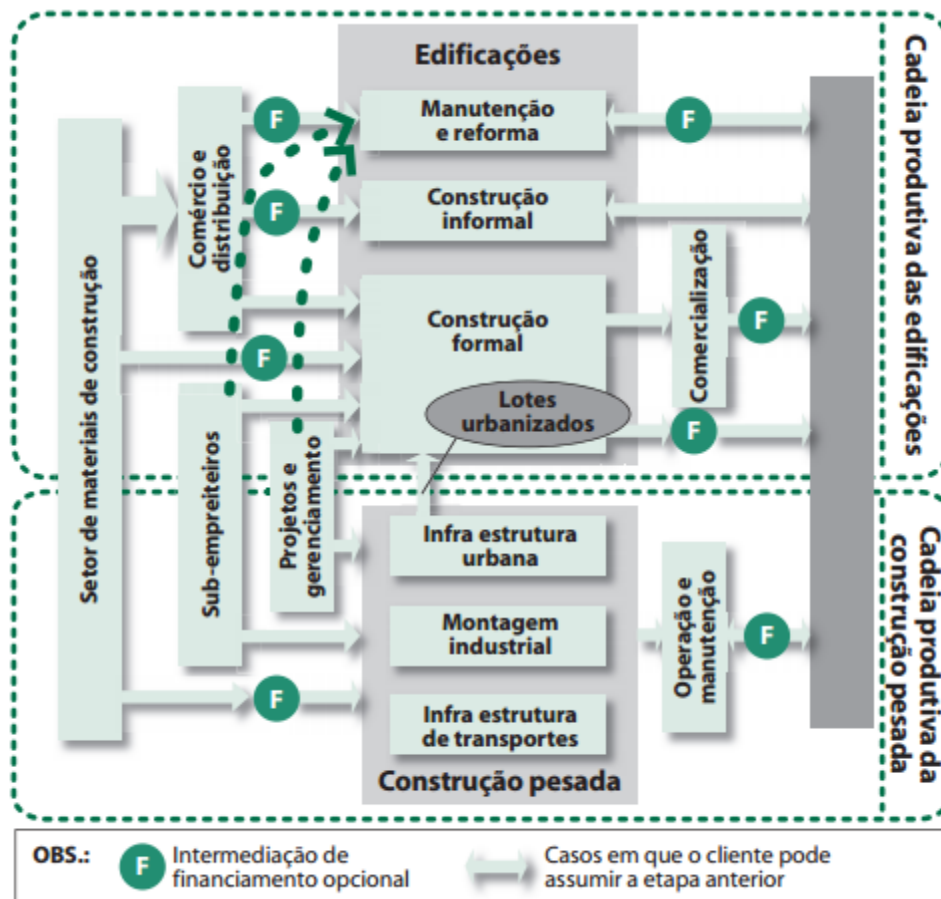 Edificações
Manutenção
e reforma
Construção
informal
Construção
formal
Lotes
urbanizados
Comércio e
distribuição
Setor de materiais de construção
Sub-empreiteiros
Projetos e
gerenciamento
F
F
F
F
F
F
F
F
Comercialização
Cadeia produtiva das edificações
Infra estrutura
urbana
Montagem
industrial
Infra estrutura
de transportes
Construção pesada
Operação e
manutenção
Cadeia produtiva da
construção pesada
OBS.:
F
Intermediação de
financiamento opcional
Casos em que o cliente pode
assumir a etapa anterior